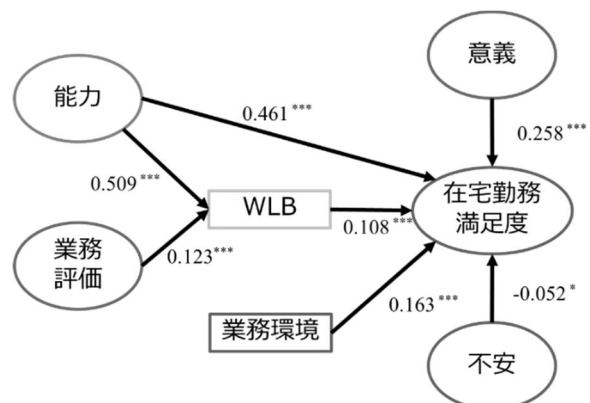 意義
能力
0.461***
0.258***
0.509***
WLB
在宅勤務
満足度
0.108***
業務
評価
0.123***
0.163***
-0.052*
業務環境
不安